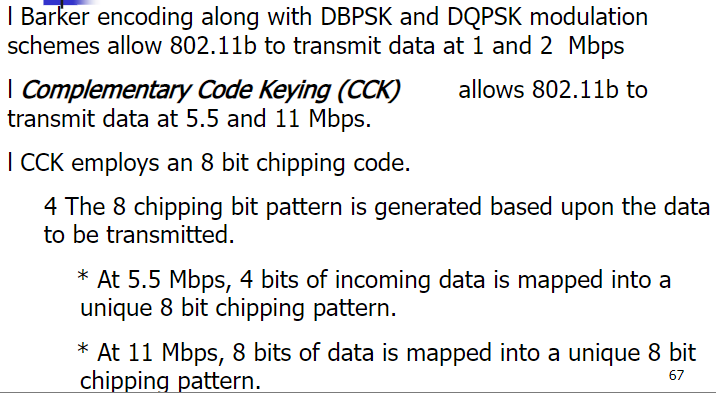 l Barker encoding along with DBPSK and DQPSK modulation
schemes allow 802.11b to transmit data at 1 and 2 Mbps
l Complementary Code Keying (CCK) allows 802.11b to
transmit data at 5.5 and 11 Mbps.
l CCK employs an 8 bit chipping code.
4 The 8 chipping bit pattern is generated based upon the data
to be transmitted.
* At 5.5 Mbps, 4 bits of incoming data is mapped into a
unique 8 bit chipping pattern.
* At 11 Mbps, 8 bits of data is mapped into a unique 8 bit
chipping pattern.
67